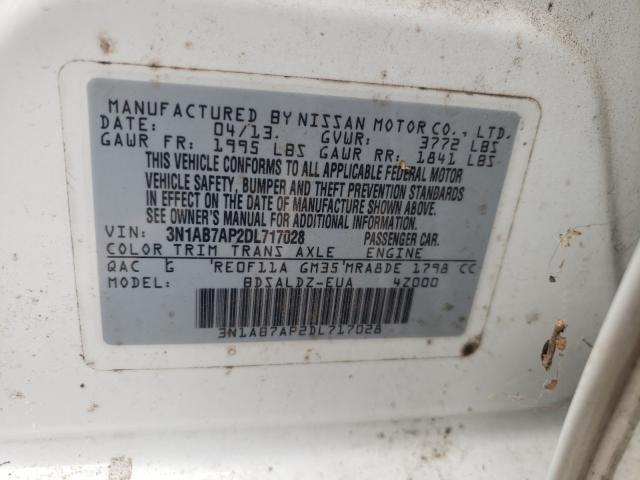 MANUFACTURED BY NISSAN MOTOR CO., LTD.
DATE: 04/13. GVWR: 3772 LBS
GAWR FR: 1995 LBS GAWR RR: 1841 LBS
THIS VEHICLE CONFORMS TO ALL APPLICABLE FEDERAL MOTOR
VEHICLE SAFETY, BUMPER AND THEFT PREVENTION STANDARDS
IN EFFECT ON THE DATE OF MANUFACTURE SHOWN ABOVE.
SEE OWNER'S MANUAL FOR ADDITIONAL INFORMATION.
VIN: 3N1AB7AP2DL717028 PASSENGER CAR.
COLOR TRIM TRANS AXLE ENGINE
QAC G RE0F11A GM35 MRA8DE 1798 CC
MODEL: BDSALDZ-EUA 4Z000
3N1AB7AP2DL717028